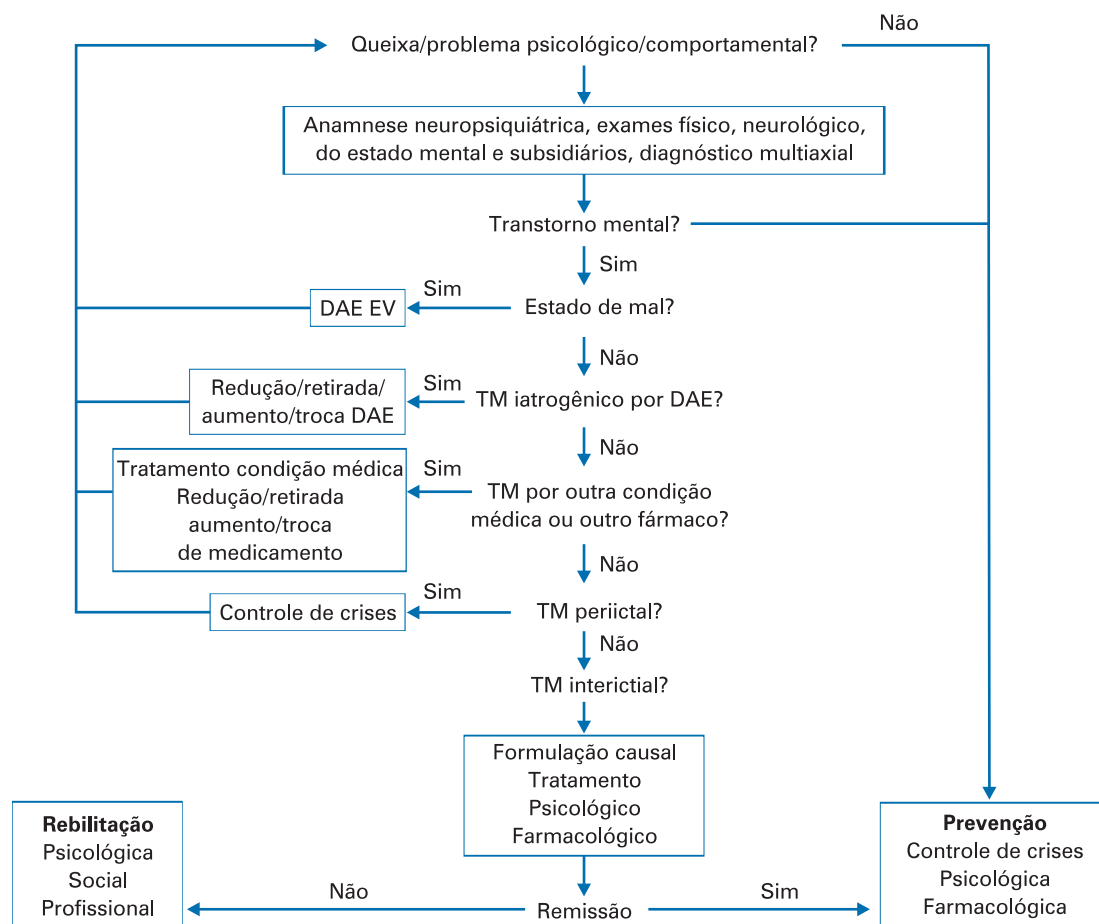 Não
Queixa/problema psicológico/comportamental?
Anamnese neuropsiquiátrica, exames físico, neurológico,
do estado mental e subsidiários, diagnóstico multiaxial
Transtorno mental?
Sim
Estado de mal?
Sim
DAE EV
Não
TM iatrogênico por DAE?
Sim
Redução/retirada/
aumento/troca DAE
Não
TM por outra condição
médica ou outro fármaco?
Sim
Tratamento condição médica
Redução/retirada
aumento/troca
de medicamento
Não
TM periictal?
Sim
Controle de crises
Não
TM interictial?
Formulação causal
Tratamento
Psicológico
Farmacológico
Remissão
Não
Rebilitação
Psicológica
Social
Profissional
Sim
Prevenção
Controle de crises
Psicológica
Farmacológica